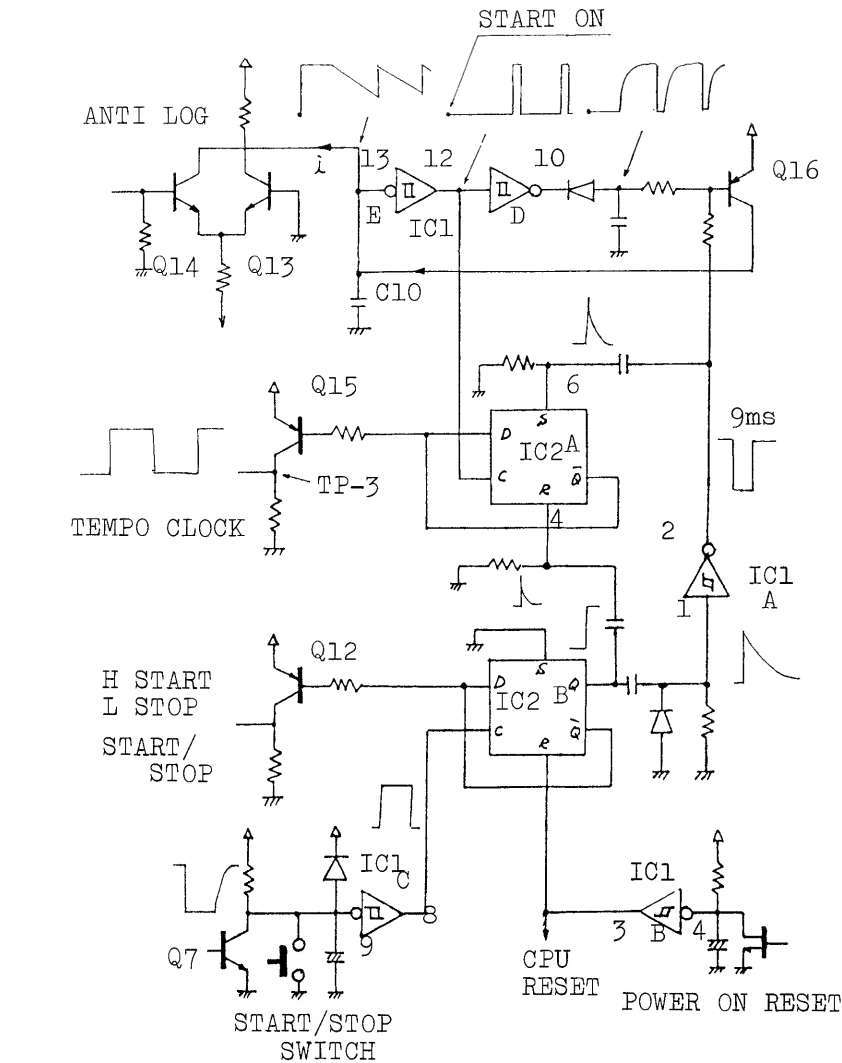 START ON
ANTI LOG
i
13
12
10
Q16
E
IC1
D
Q14
Q13
C10
Q15
6
S
D
IC2
A
C
Q̅
R
4
9ms
TP-3
TEMPO CLOCK
2
IC1
A
1
Q12
H START
L STOP
START/
STOP
S
D
IC2
B
Q
C
Q̅
R
IC1
C
8
9
Q7
START/STOP
SWITCH
IC1
B
3
4
CPU
RESET
POWER ON RESET